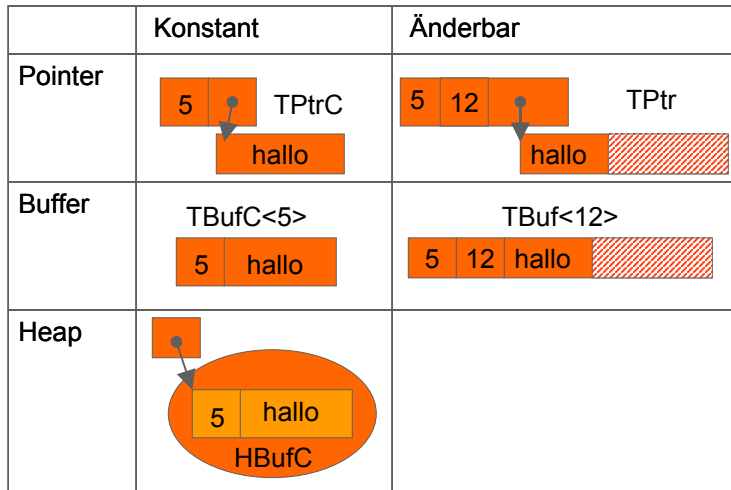 Konstant Änderbar
Pointer
5 TPtrC
hallo
5 12 TPtr
hallo
Buffer
TBufC<5>
5 hallo
TBuf<12>
5 12 hallo
Heap
5 hallo
HBufC